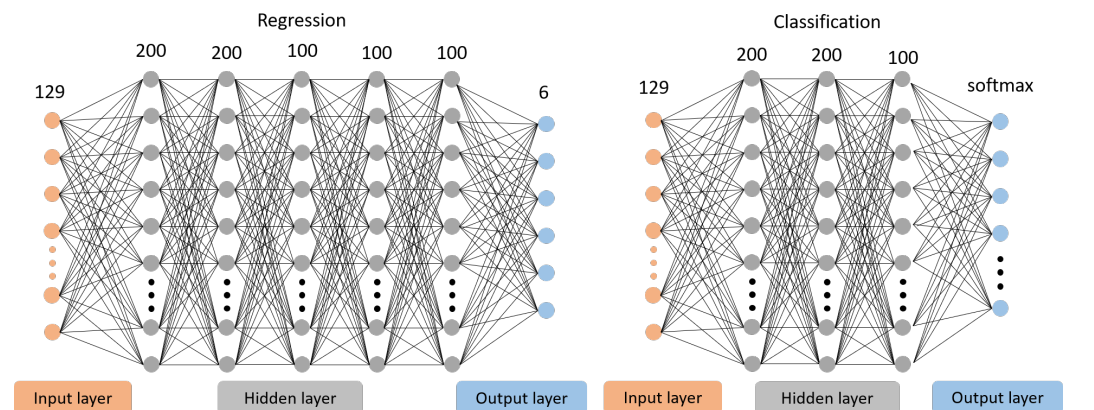 Regression
200 200 100 100 100
129
6
Input layer
Hidden layer
Output layer
Classification
200 200 100
129
softmax
Input layer
Hidden layer
Output layer